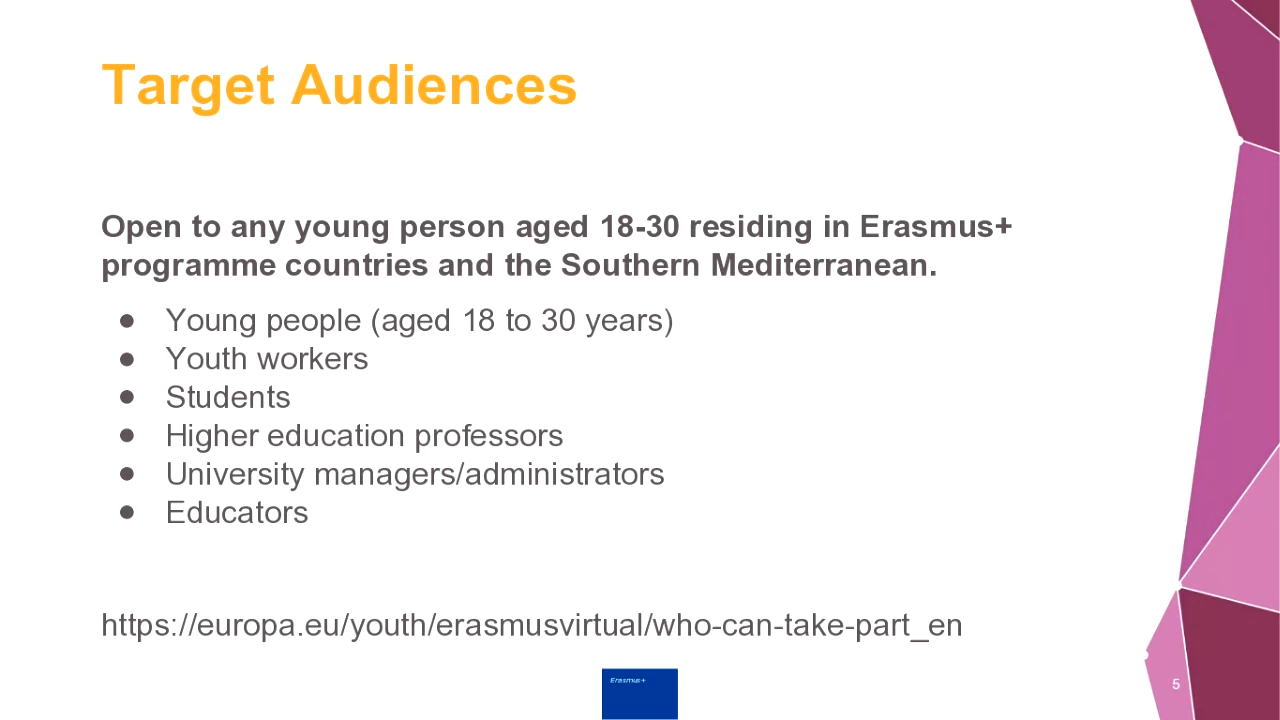 Target Audiences
Open to any young person aged 18-30 residing in Erasmus+
programme countries and the Southern Mediterranean.
● Young people (aged 18 to 30 years)
● Youth workers
● Students
● Higher education professors
● University managers/administrators
● Educators
https://europa.eu/youth/erasmusvirtual/who-can-take-part_en
Erasmus+
5